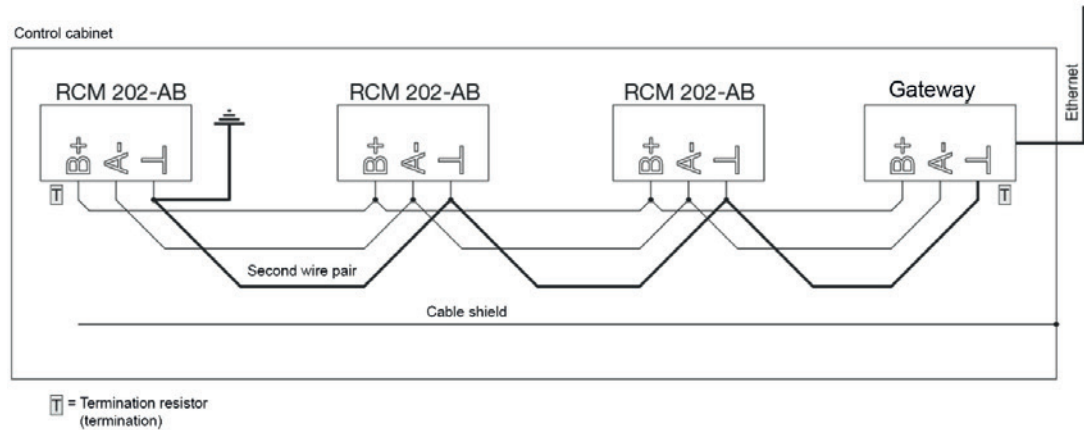 Control cabinet
Ethernet
RCM 202-AB
RCM 202-AB
RCM 202-AB
Gateway
B+ A- ⊥
B+ A- ⊥
B+ A- ⊥
B+ A- ⊥
T
T
Second wire pair
Cable shield
T = Termination resistor
(termination)